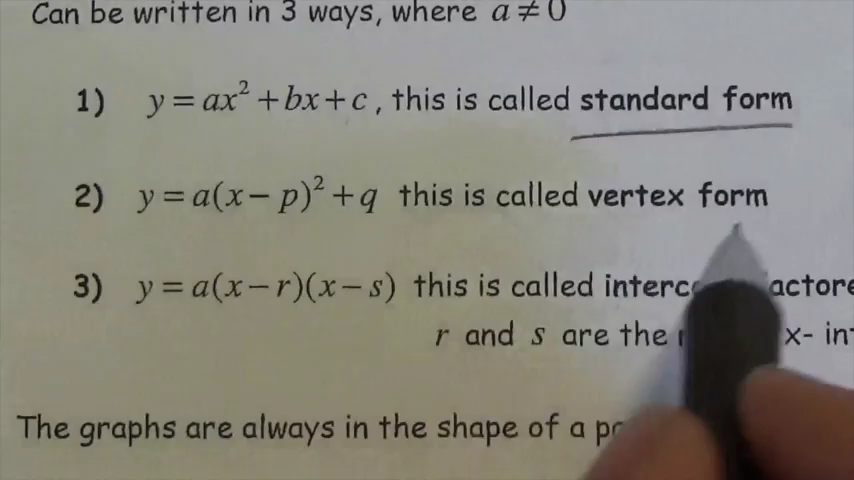 Can be written in 3 ways, where a ≠ 0
1) y = ax² + bx + c, this is called standard form
2) y = a(x − p)² + q this is called vertex form
3) y = a(x − r)(x − s) this is called
r and s are the x-
The graphs are always in the shape of a